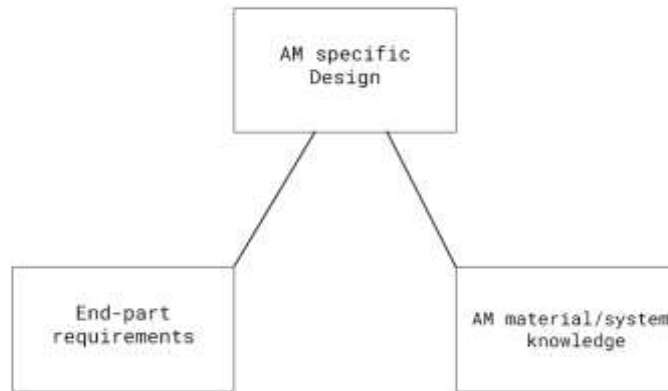 AM specific
Design
End-part
requirements
AM material/system
knowledge